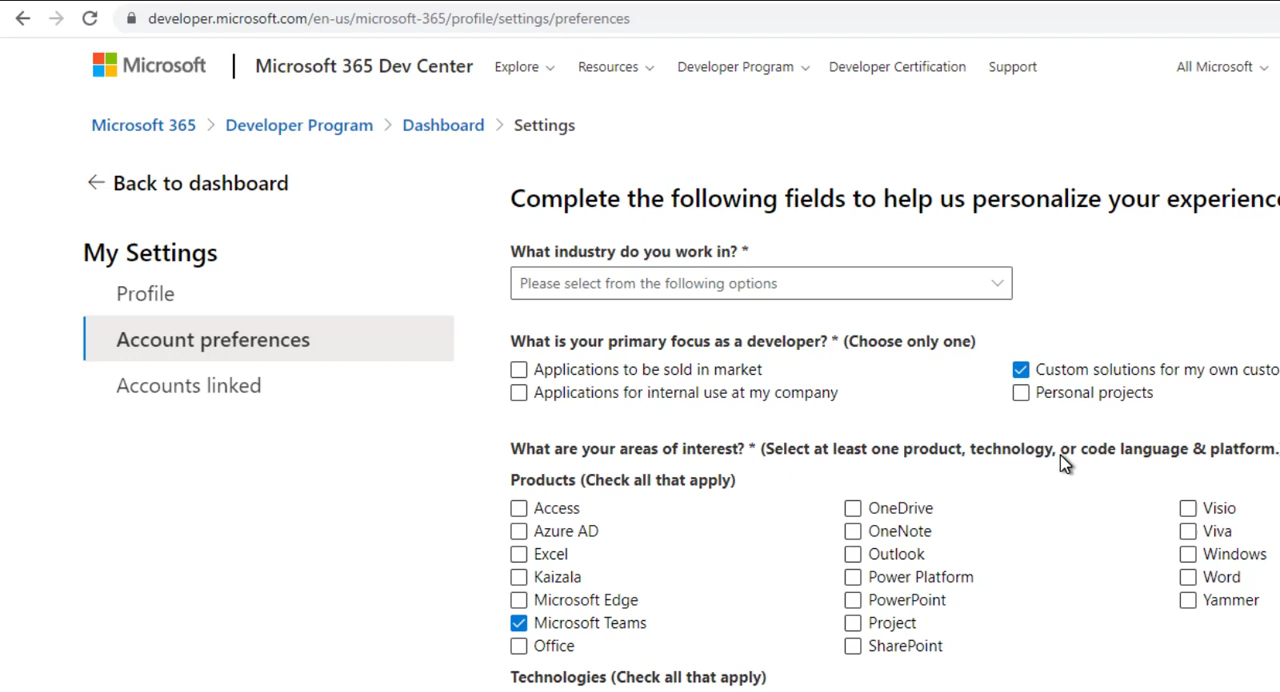 developer.microsoft.com/en-us/microsoft-365/profile/settings/preferences
Microsoft | Microsoft 365 Dev Center Explore Resources Developer Program Developer Certification Support All Microsoft
Microsoft 365 > Developer Program > Dashboard > Settings
← Back to dashboard
Complete the following fields to help us personalize your experienc
My Settings
What industry do you work in? *
Please select from the following options
Profile
Account preferences
Accounts linked
What is your primary focus as a developer? * (Choose only one)
Applications to be sold in market Custom solutions for my own custo
Applications for internal use at my company Personal projects
What are your areas of interest? * (Select at least one product, technology, or code language & platform.
Products (Check all that apply)
Access OneDrive Visio
Azure AD OneNote Viva
Excel Outlook Windows
Kaizala Power Platform Word
Microsoft Edge PowerPoint Yammer
Microsoft Teams Project
Office SharePoint
Technologies (Check all that apply)